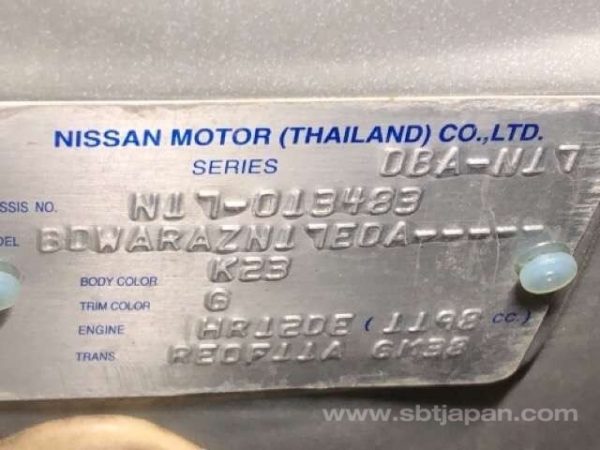 NISSAN MOTOR (THAILAND) CO.,LTD.
SERIES DBA-N17
SSIS NO. N17-013483
DEL BDWARAZN17EDA-----
BODY COLOR K23
TRIM COLOR G
ENGINE HR12DE ( 1198 CC.)
TRANS RE0F11A GM38
www.sbtjapan.com